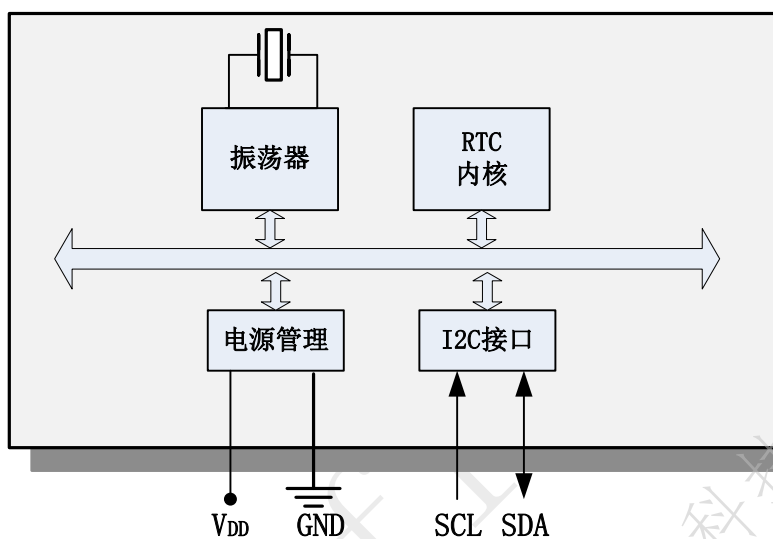 振荡器
RTC
内核
电源管理
I2C接口
VDD
GND
SCL
SDA